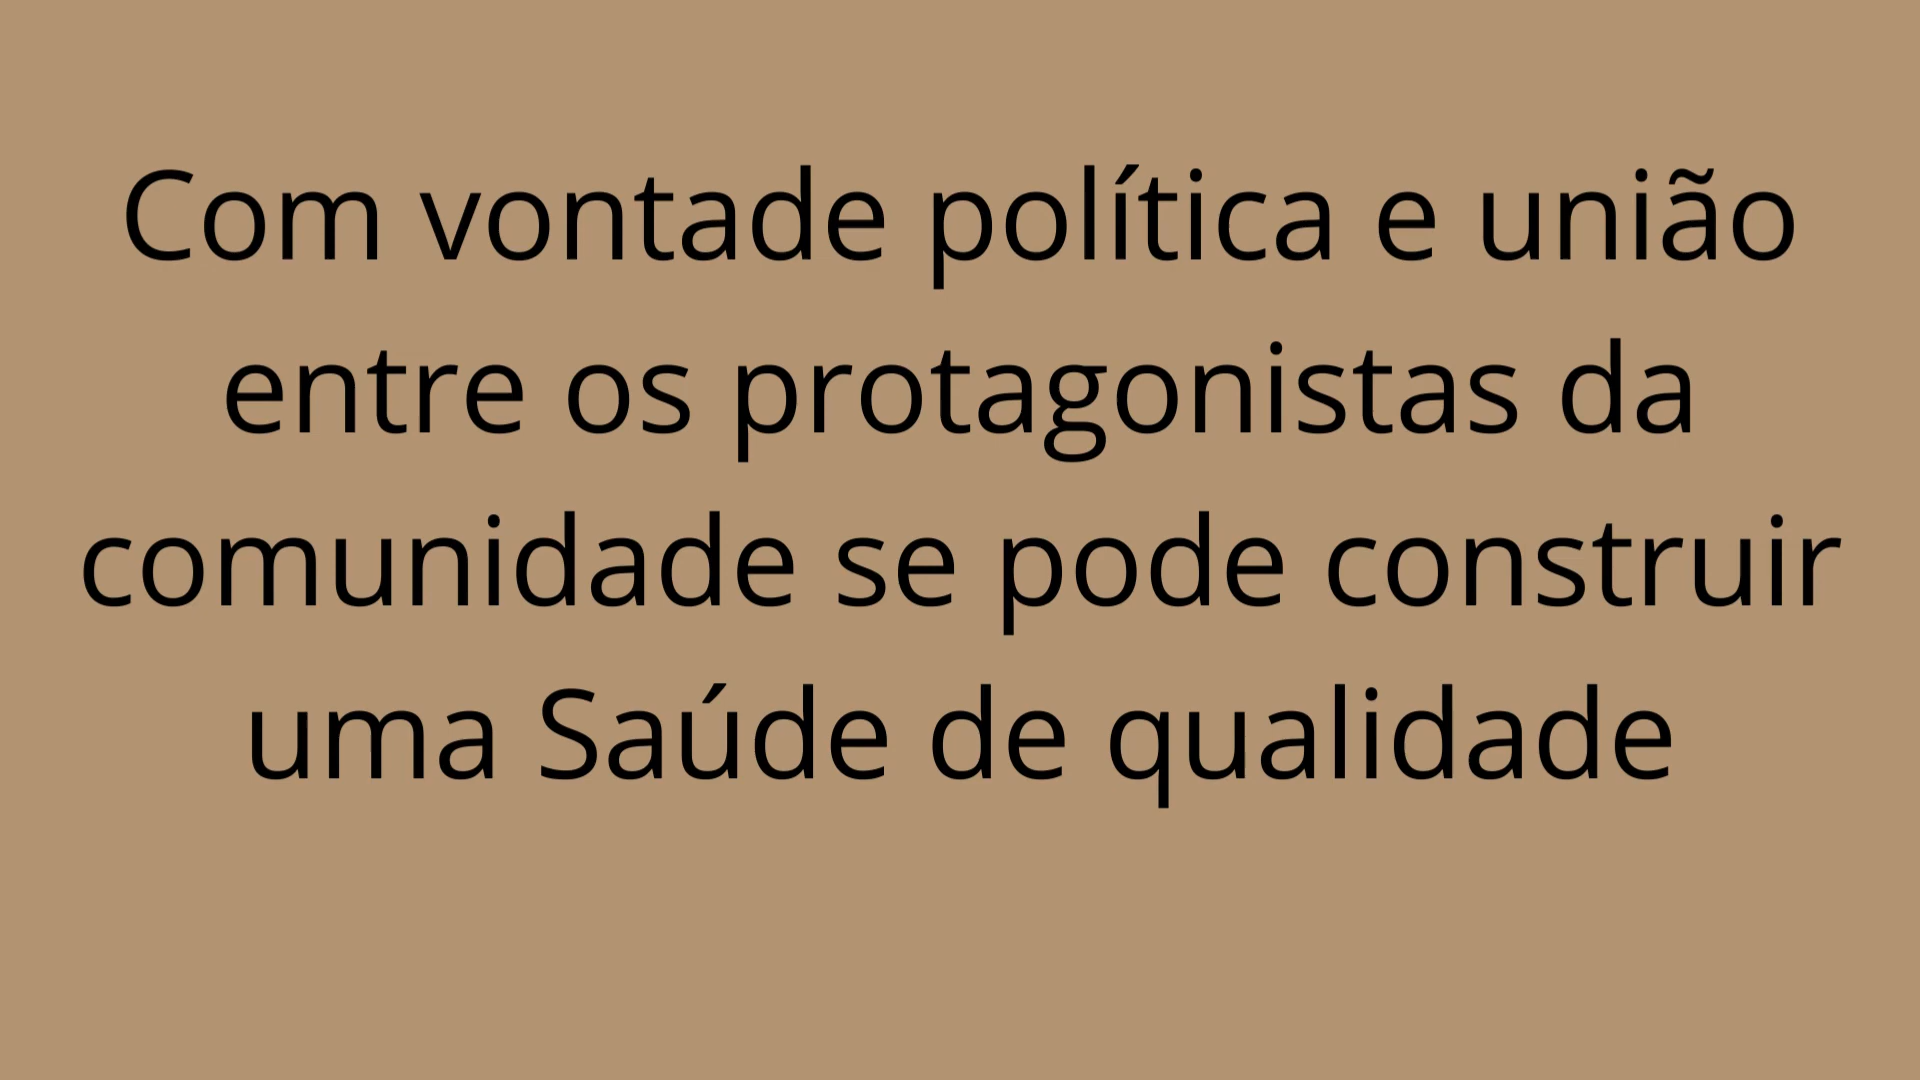 Com vontade política e união
entre os protagonistas da
comunidade se pode construir
uma Saúde de qualidade